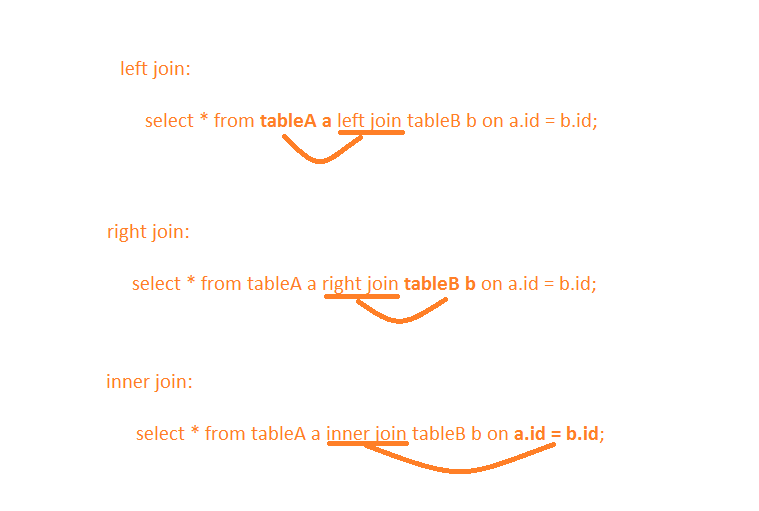 left join:
select * from tableA a left join tableB b on a.id = b.id;
right join:
select * from tableA a right join tableB b on a.id = b.id;
inner join:
select * from tableA a inner join tableB b on a.id = b.id;